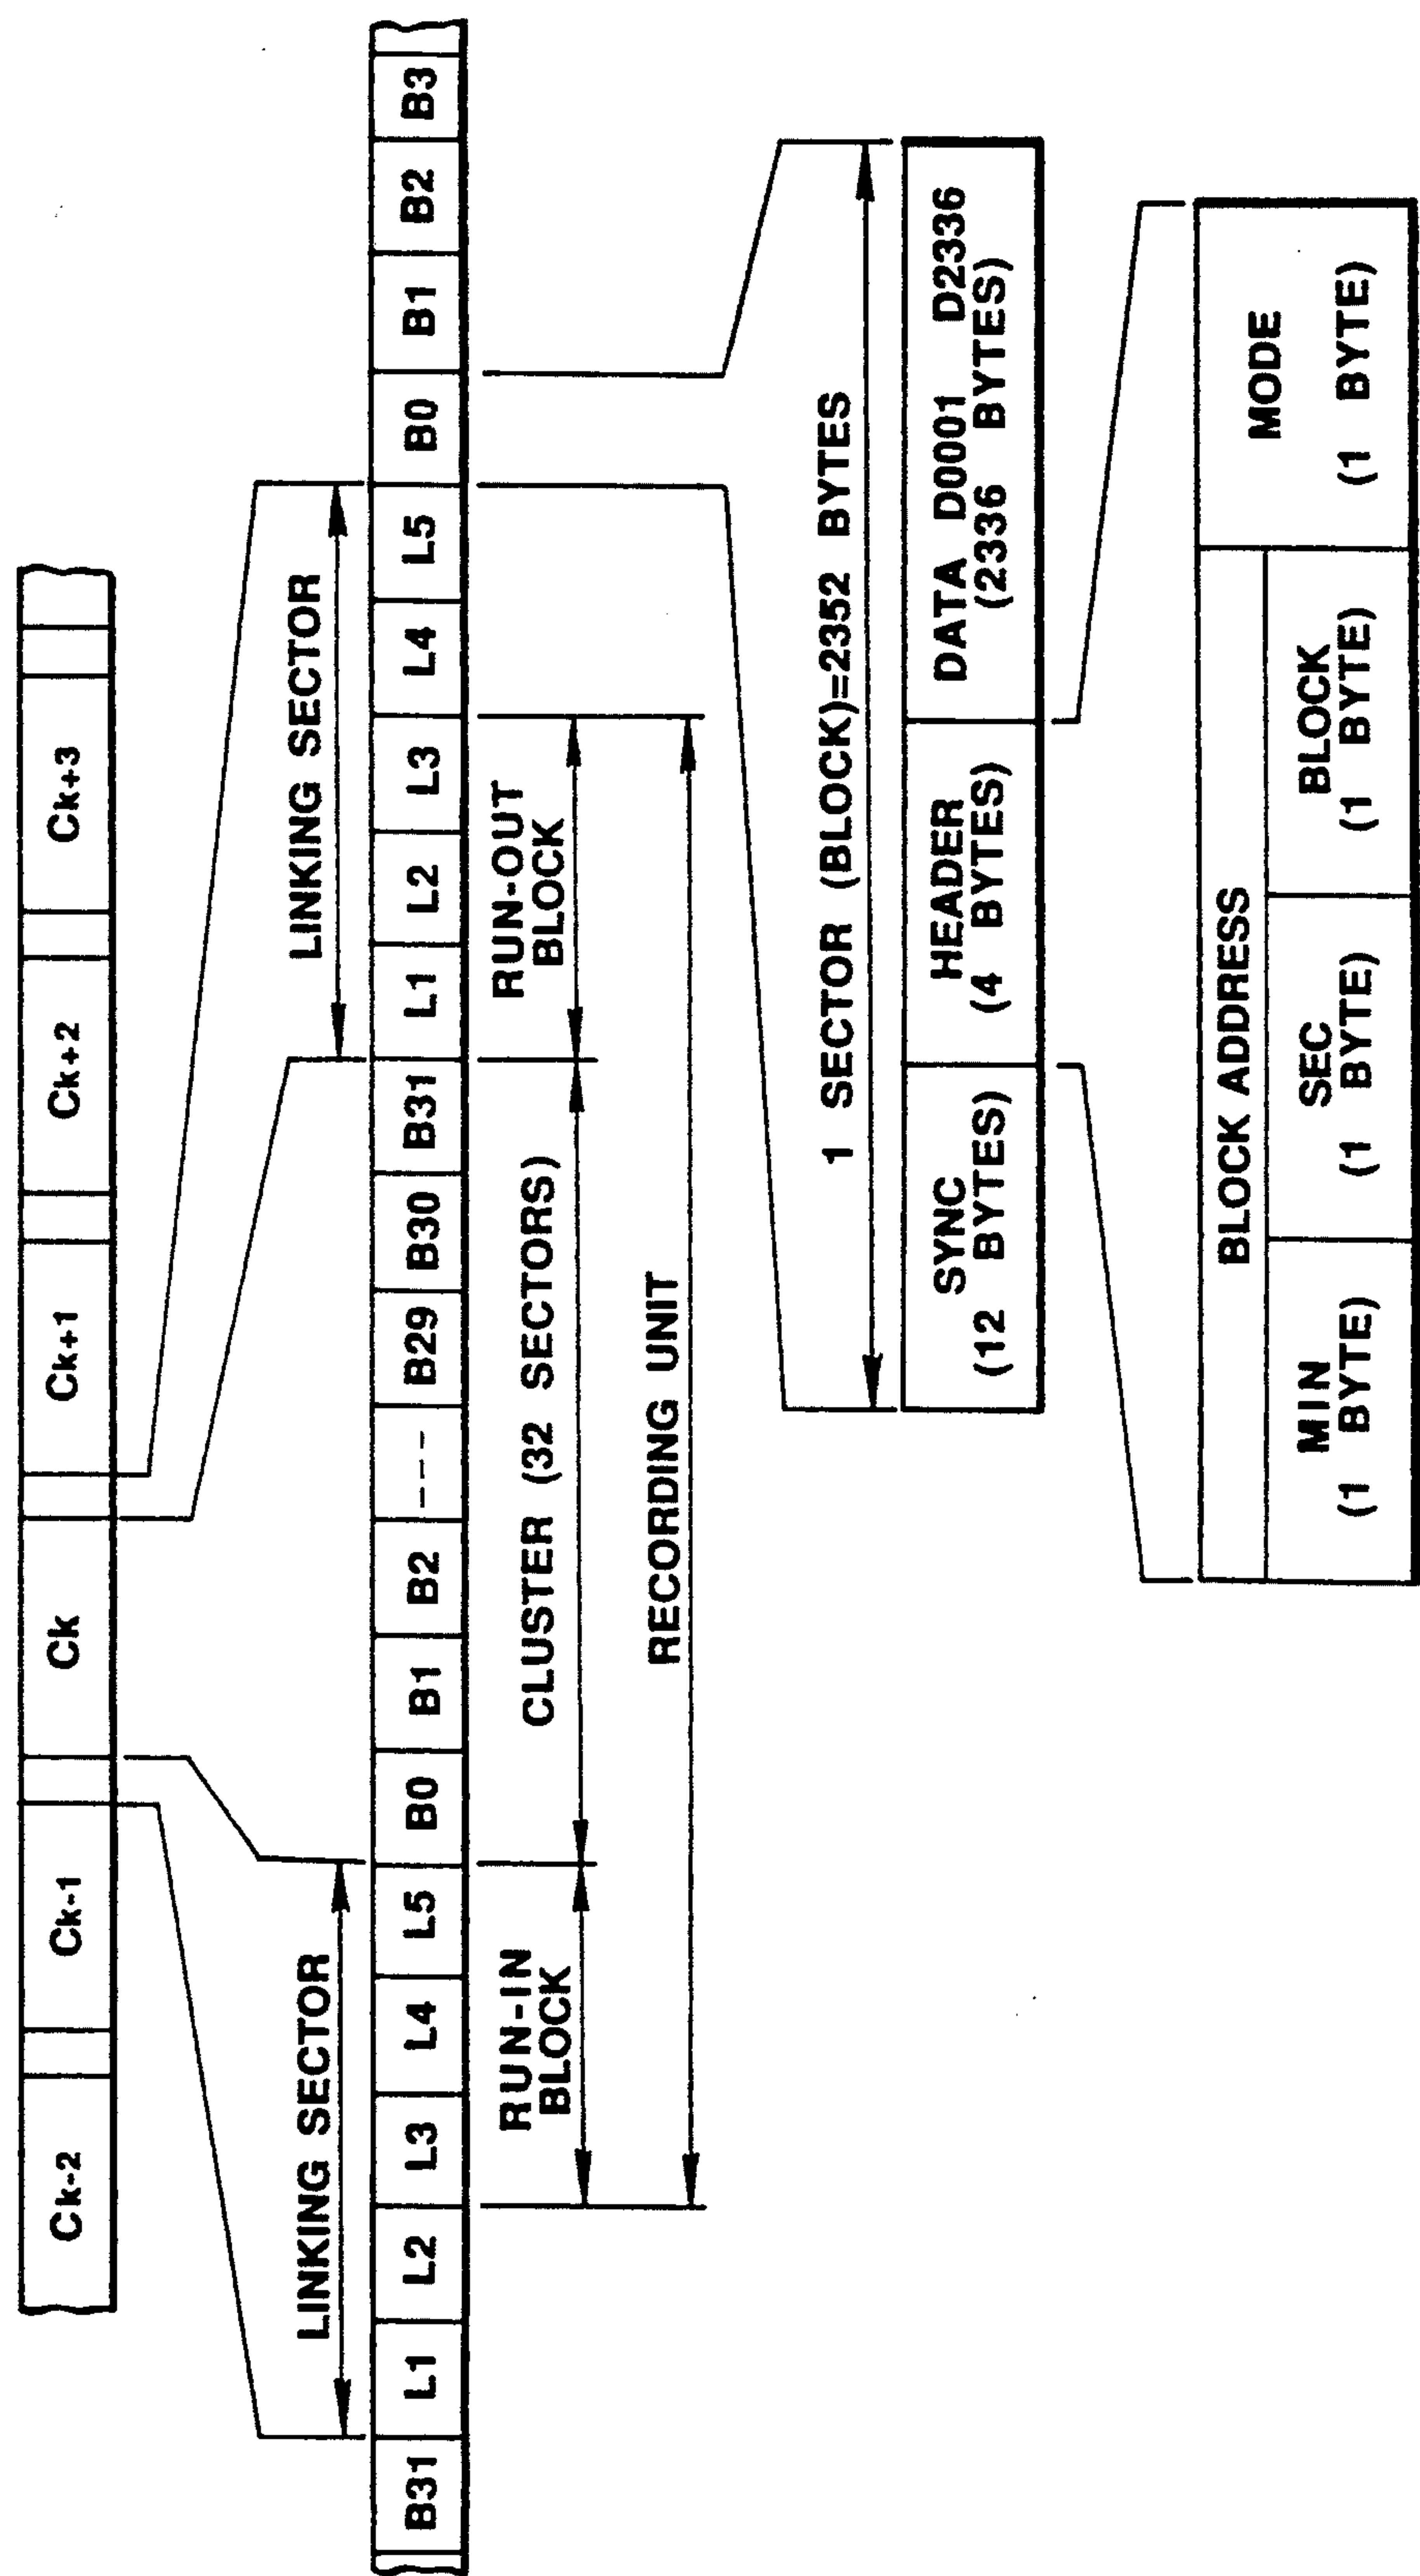 Ck-2 Ck-1 Ck Ck+1 Ck+2 Ck+3
LINKING SECTOR LINKING SECTOR
B31 L1 L2 L3 L4 L5 B0 B1 B2 --- B29 B30 B31 L1 L2 L3 L4 L5 B0 B1 B2 B3
RUN-IN
BLOCK
CLUSTER (32 SECTORS)
RUN-OUT
BLOCK
RECORDING UNIT
1 SECTOR (BLOCK)=2352 BYTES
SYNC
(12 BYTES)
HEADER
(4 BYTES)
DATA D0001 D2336
(2336 BYTES)
BLOCK ADDRESS
MIN
(1 BYTE)
SEC
(1 BYTE)
BLOCK
(1 BYTE)
MODE
(1 BYTE)